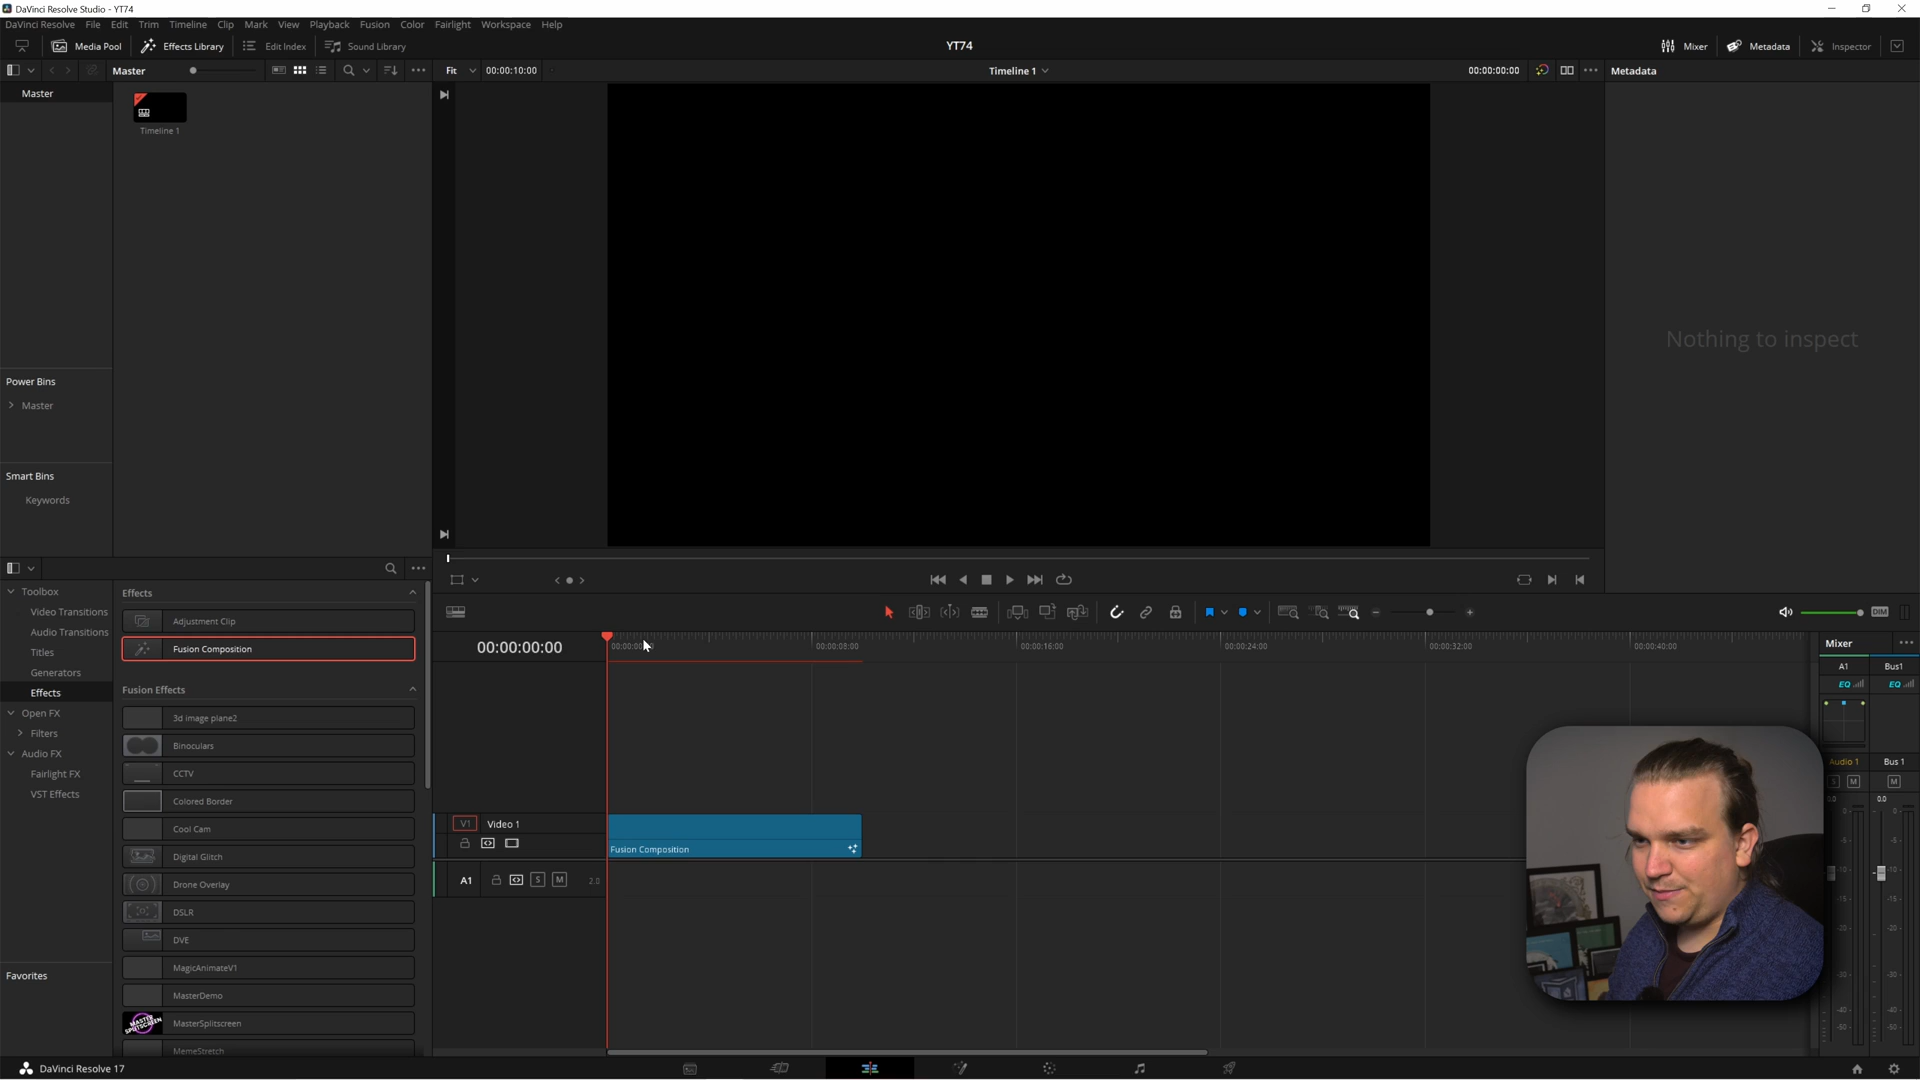 DaVinci Resolve Studio - YT74
DaVinci Resolve File Edit Trim Timeline Clip Mark View Playback Fusion Color Fairlight Workspace Help
Media Pool Effects Library Edit Index Sound Library YT74 Mixer Metadata Inspector
Master Fit 00:00:10:00 Timeline 1 00:00:00:00 Metadata
Master
Timeline 1
Nothing to inspect
Power Bins
Master
Smart Bins
Keywords
Toolbox
Video Transitions
Audio Transitions
Titles
Generators
Effects
Open FX
Filters
Audio FX
Fairlight FX
VST Effects
Favorites
Effects
Adjustment Clip
Fusion Composition
Fusion Effects
3d image plane2
Binoculars
CCTV
Colored Border
Cool Cam
Digital Glitch
Drone Overlay
DSLR
DVE
MagicAnimateV1
MasterDemo
MASTER SPLITSCREEN MasterSplitscreen
MemeStretch
DIM
00:00:00:00 00:00:08:00 00:00:16:00 00:00:24:00 00:00:32:00 00:00:40:00
V1 Video 1
Fusion Composition
A1 S M 2.0
Mixer
A1 Bus1
EQ EQ
Audio 1 Bus 1
S M M
0.0 0.0
DaVinci Resolve 17